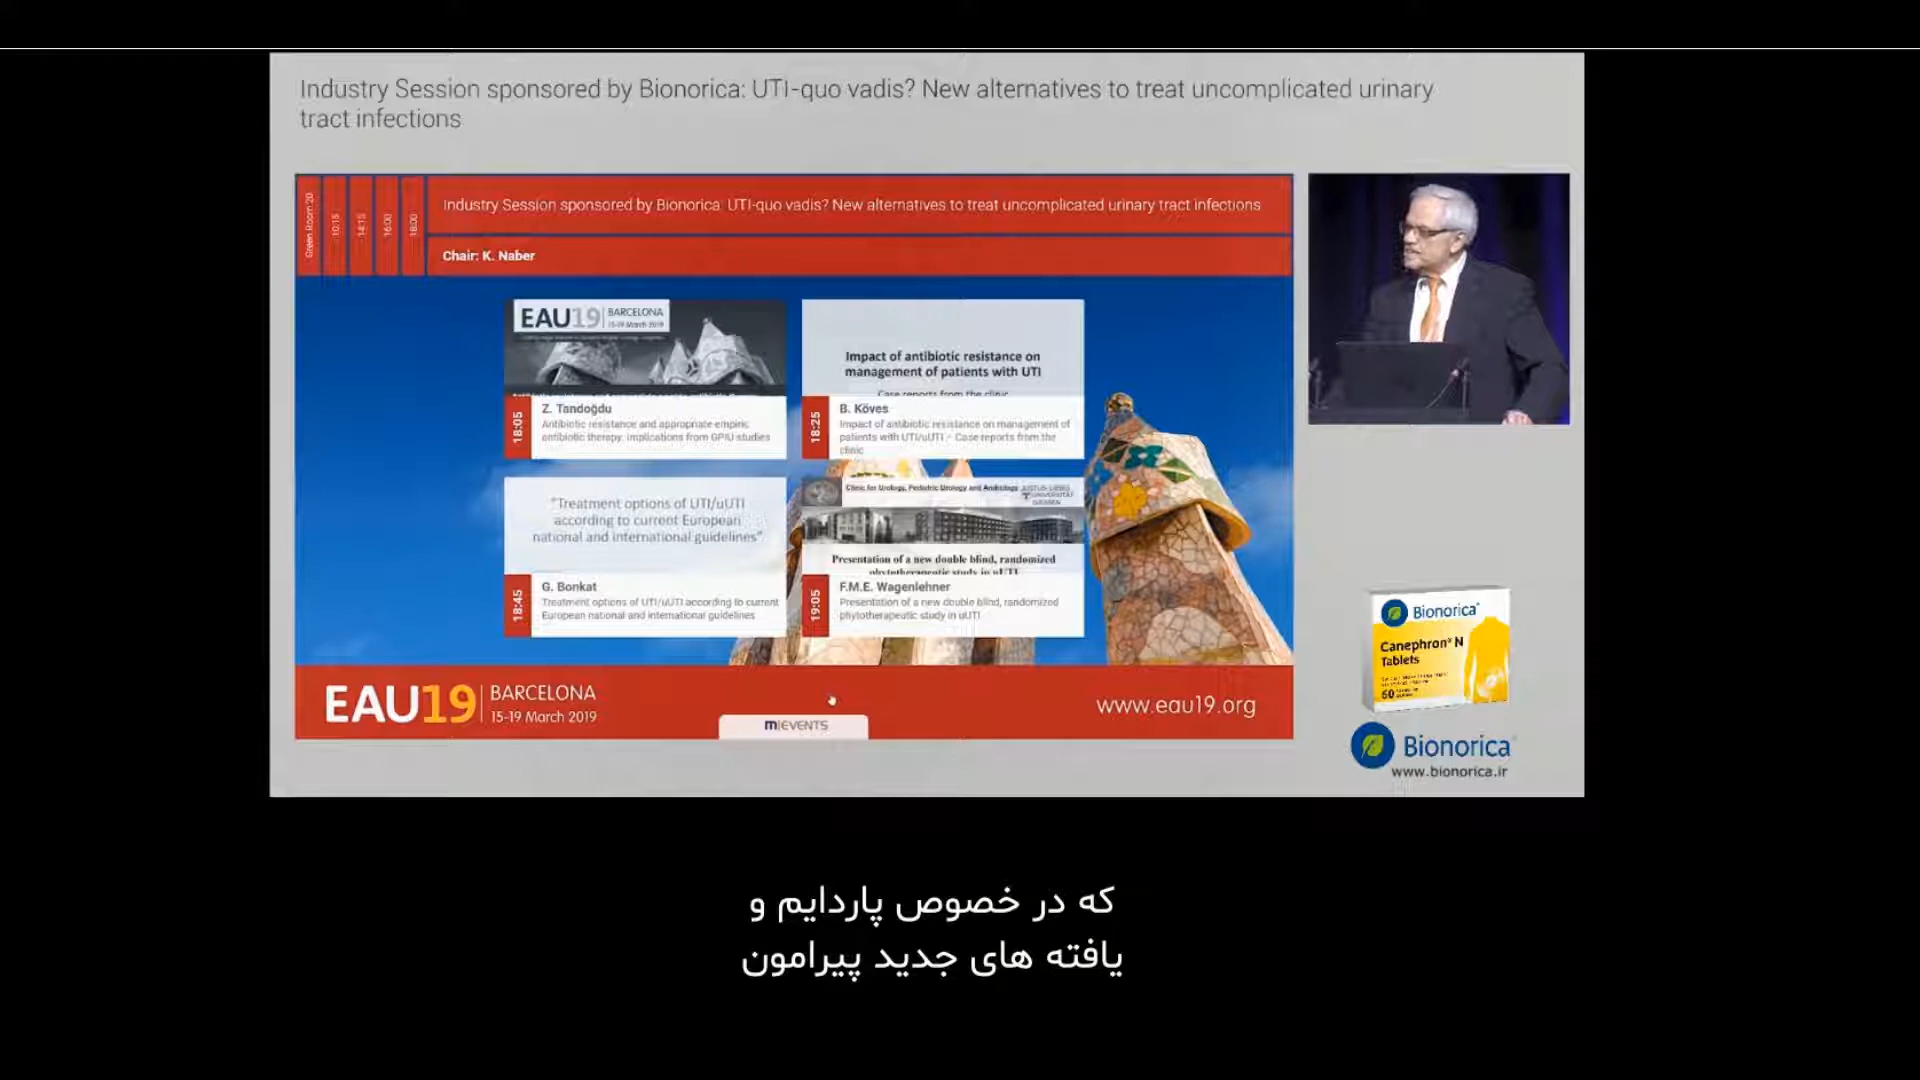 Industry Session sponsored by Bionorica: UTI-quo vadis? New alternatives to treat uncomplicated urinary
tract infections
Green Room 20
10:15
14:15
16:00
18:00
Industry Session sponsored by Bionorica: UTI-quo vadis? New alternatives to treat uncomplicated urinary tract infections
Chair: K. Naber
EAU19 BARCELONA
15-19 March 2019
18:05
Z. Tandoğdu
Antibiotic resistance and appropriate empiric
antibiotic therapy: implications from GPIU studies
Impact of antibiotic resistance on
management of patients with UTI
Case reports from the clinic
18:25
B. Köves
Impact of antibiotic resistance on management of
patients with UTI/uUTI – Case reports from the
clinic
"Treatment options of UTI/uUTI
according to current European
national and international guidelines"
18:45
G. Bonkat
Treatment options of UTI/uUTI according to current
European national and international guidelines
Clinic for Urology, Pediatric Urology and Andrology
JUSTUS-LIEBIG
UNIVERSITÄT
GIESSEN
Presentation of a new double blind, randomized
phytotherapeutic study in uUTI
19:05
F.M.E. Wagenlehner
Presentation of a new double blind, randomized
phytotherapeutic study in uUTI
EAU19 BARCELONA
15-19 March 2019
www.eau19.org
m|EVENTS
Bionorica®
Canephron® N
Tablets
60
Bionorica®
www.bionorica.ir
که در خصوص پاردایم و
یافته های جدید پیرامون